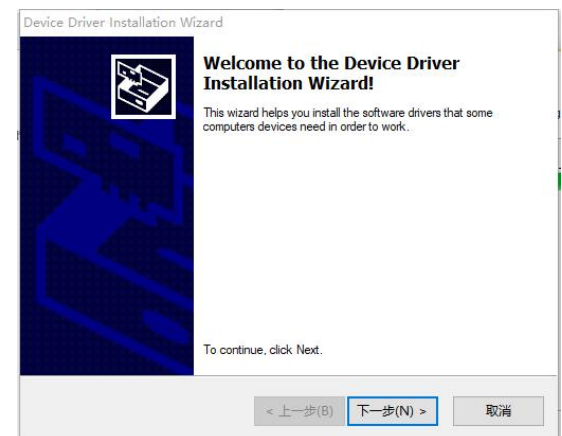 Device Driver Installation Wizard
Welcome to the Device Driver
Installation Wizard!
This wizard helps you install the software drivers that some
computers devices need in order to work.
To continue, click Next.
< 上一步(B)
下一步(N) >
取消